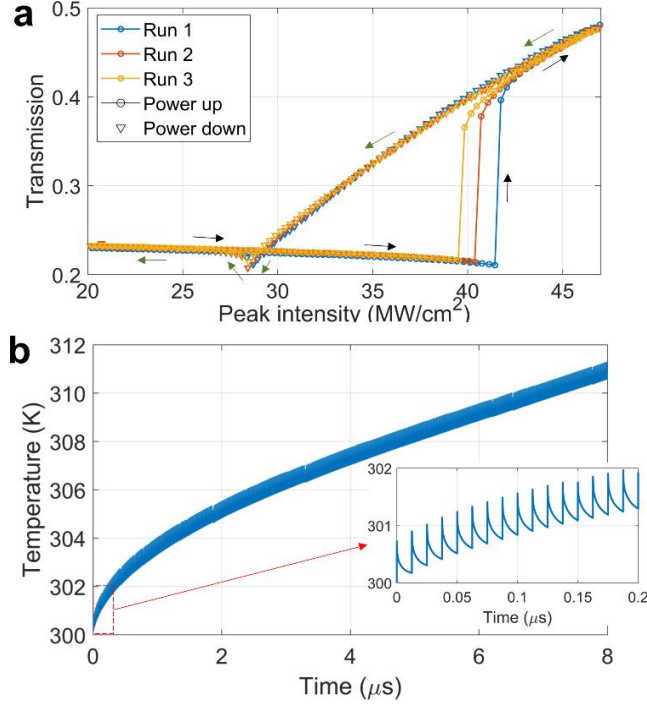 a
0.5
0.4
0.3
0.2
Transmission
Run 1
Run 2
Run 3
Power up
Power down
20 25 30 35 40 45
Peak intensity (MW/cm²)
b
312
310
308
306
304
302
300
Temperature (K)
0 2 4 6 8
Time (μs)
302
301
300
0 0.05 0.1 0.15 0.2
Time (μs)